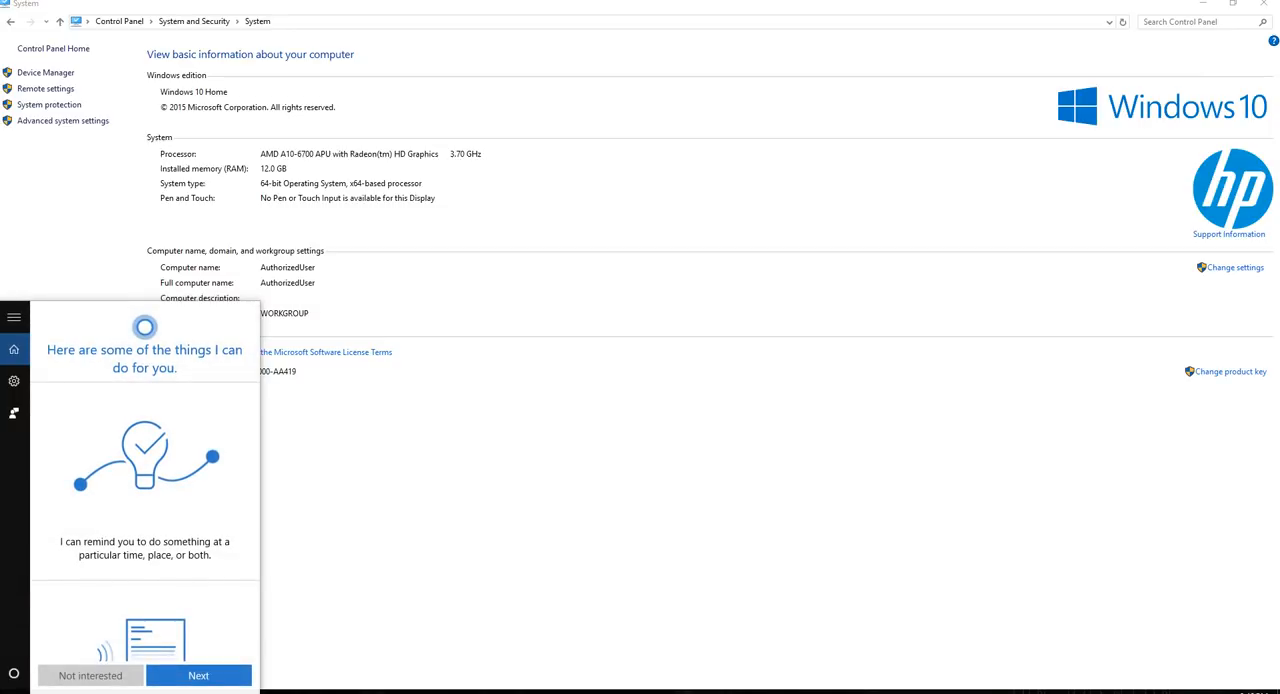 System
Control Panel > System and Security > System
Search Control Panel
Control Panel Home
Device Manager
Remote settings
System protection
Advanced system settings
View basic information about your computer
Windows edition
Windows 10 Home
© 2015 Microsoft Corporation. All rights reserved.
Windows 10
System
Processor: AMD A10-6700 APU with Radeon(tm) HD Graphics 3.70 GHz
Installed memory (RAM): 12.0 GB
System type: 64-bit Operating System, x64-based processor
Pen and Touch: No Pen or Touch Input is available for this Display
hp
Support Information
Computer name, domain, and workgroup settings
Computer name: AuthorizedUser
Change settings
Full computer name: AuthorizedUser
Computer description:
WORKGROUP
the Microsoft Software License Terms
000-AA419
Change product key
Here are some of the things I can
do for you.
I can remind you to do something at a
particular time, place, or both.
Not interested
Next